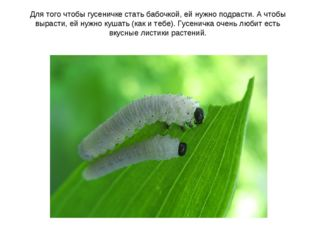 Для того чтобы гусеничке стать бабочкой, ей нужно подрасти. А чтобы
вырасти, ей нужно кушать (как и тебе). Гусеничка очень любит есть
вкусные листики растений.